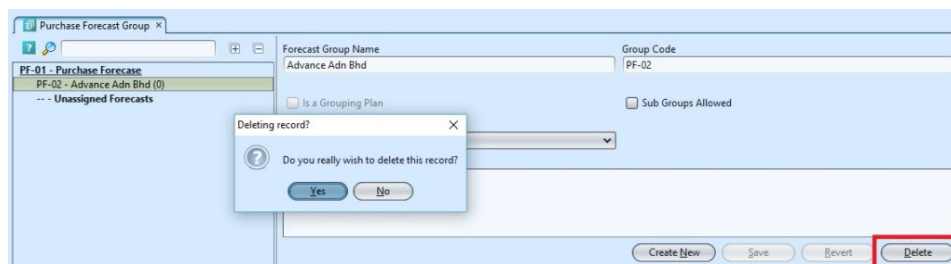 Purchase Forecast Group ×
PF-01 - Purchase Forecase
PF-02 - Advance Adn Bhd (0)
-- - Unassigned Forecasts
Forecast Group Name
Advance Adn Bhd
Group Code
PF-02
Is a Grouping Plan
Sub Groups Allowed
Deleting record?
Do you really wish to delete this record?
Yes No
Create New Save Revert Delete